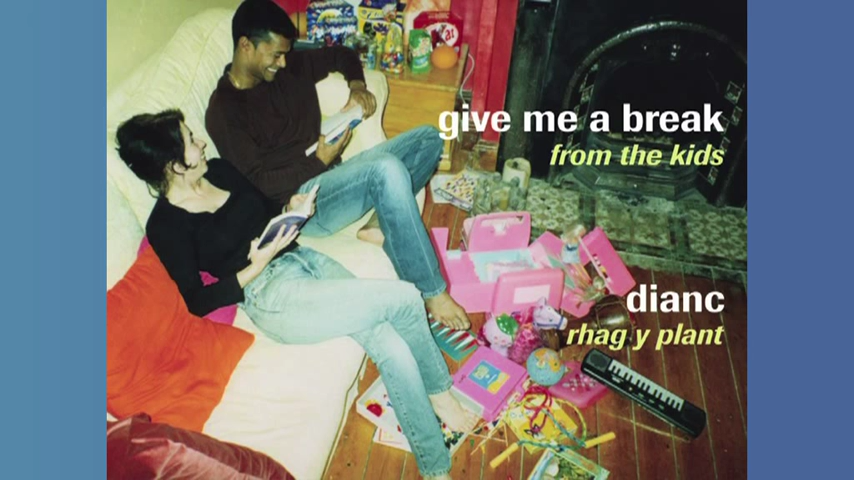 give me a break
from the kids
dianc
rhag y plant